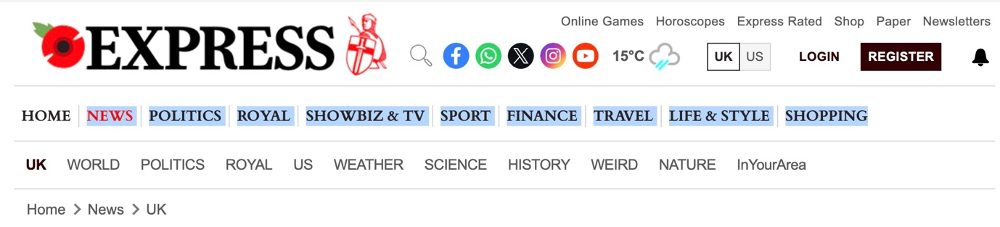 Online Games Horoscopes Express Rated Shop Paper Newsletters
EXPRESS
15°C UK US LOGIN REGISTER
HOME NEWS POLITICS ROYAL SHOWBIZ & TV SPORT FINANCE TRAVEL LIFE & STYLE SHOPPING
UK WORLD POLITICS ROYAL US WEATHER SCIENCE HISTORY WEIRD NATURE InYourArea
Home > News > UK